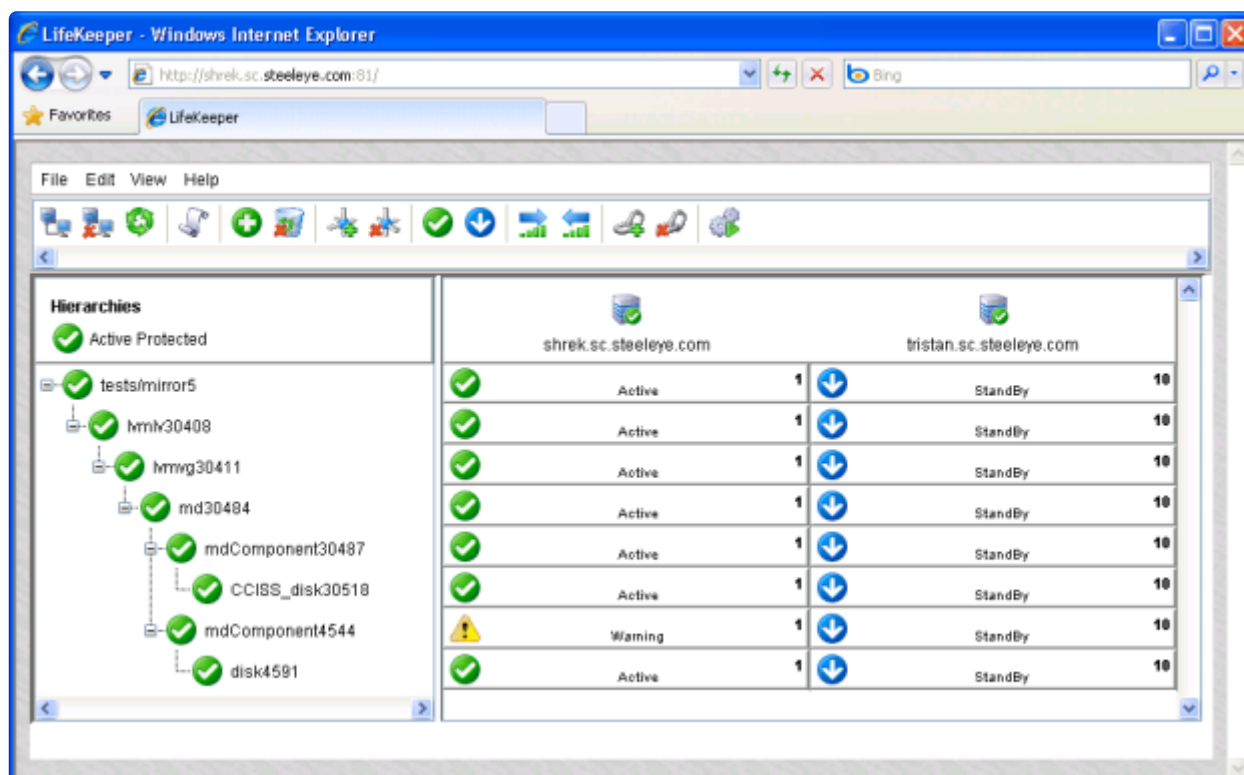 LifeKeeper - Windows Internet Explorer
http://shrek.sc.steeleye.com:81/
Bing
Favorites
LifeKeeper
File Edit View Help
Hierarchies
Active Protected
shrek.sc.steeleye.com
tristan.sc.steeleye.com
tests/mirror5
Active 1
StandBy 10
lvmlv30408
Active 1
StandBy 10
lvmvg30411
Active 1
StandBy 10
md30484
Active 1
StandBy 10
mdComponent30487
Active 1
StandBy 10
CCISS_disk30518
Active 1
StandBy 10
mdComponent4544
Warning 1
StandBy 10
disk4591
Active 1
StandBy 10